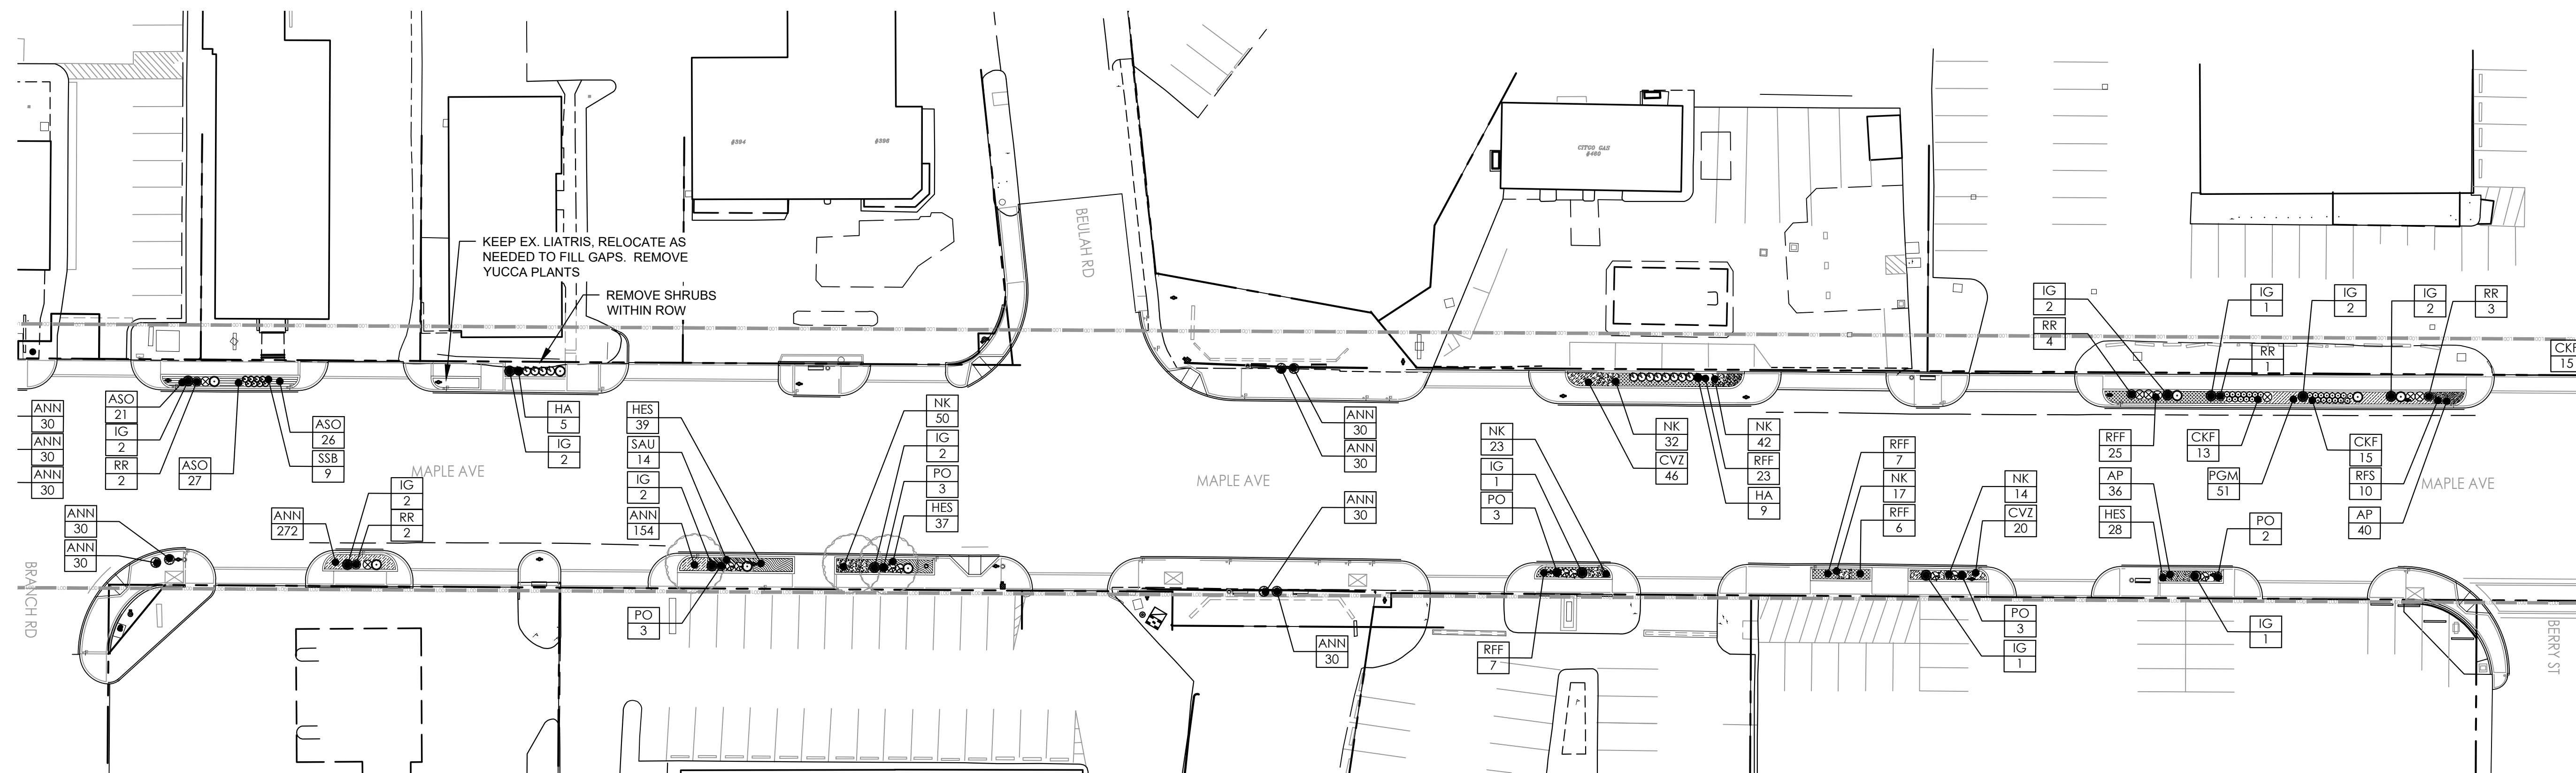 #394
#396
CITGO GAS
#400
BEULAH RD
KEEP EX. LIATRIS, RELOCATE AS
NEEDED TO FILL GAPS. REMOVE
YUCCA PLANTS
REMOVE SHRUBS
WITHIN ROW
IG
2
RR
4
IG
1
RR
1
IG
2
IG
2
RR
3
CKF
15
ANN
30
ANN
30
ANN
30
ASO
21
IG
2
RR
2
ASO
27
ASO
26
SSB
9
MAPLE AVE
HA
5
IG
2
HES
39
SAU
14
IG
2
ANN
154
NK
50
IG
2
PO
3
HES
37
MAPLE AVE
ANN
30
ANN
30
ANN
30
NK
23
IG
1
PO
3
NK
32
CVZ
46
NK
42
RFF
23
HA
9
RFF
7
NK
17
RFF
6
NK
14
CVZ
20
RFF
25
AP
36
HES
28
CKF
13
PGM
51
CKF
15
RFS
10
AP
40
MAPLE AVE
PO
2
ANN
30
ANN
30
ANN
272
IG
2
RR
2
BRANCH RD
PO
3
ANN
30
RFF
7
PO
3
IG
1
IG
1
BERRY ST